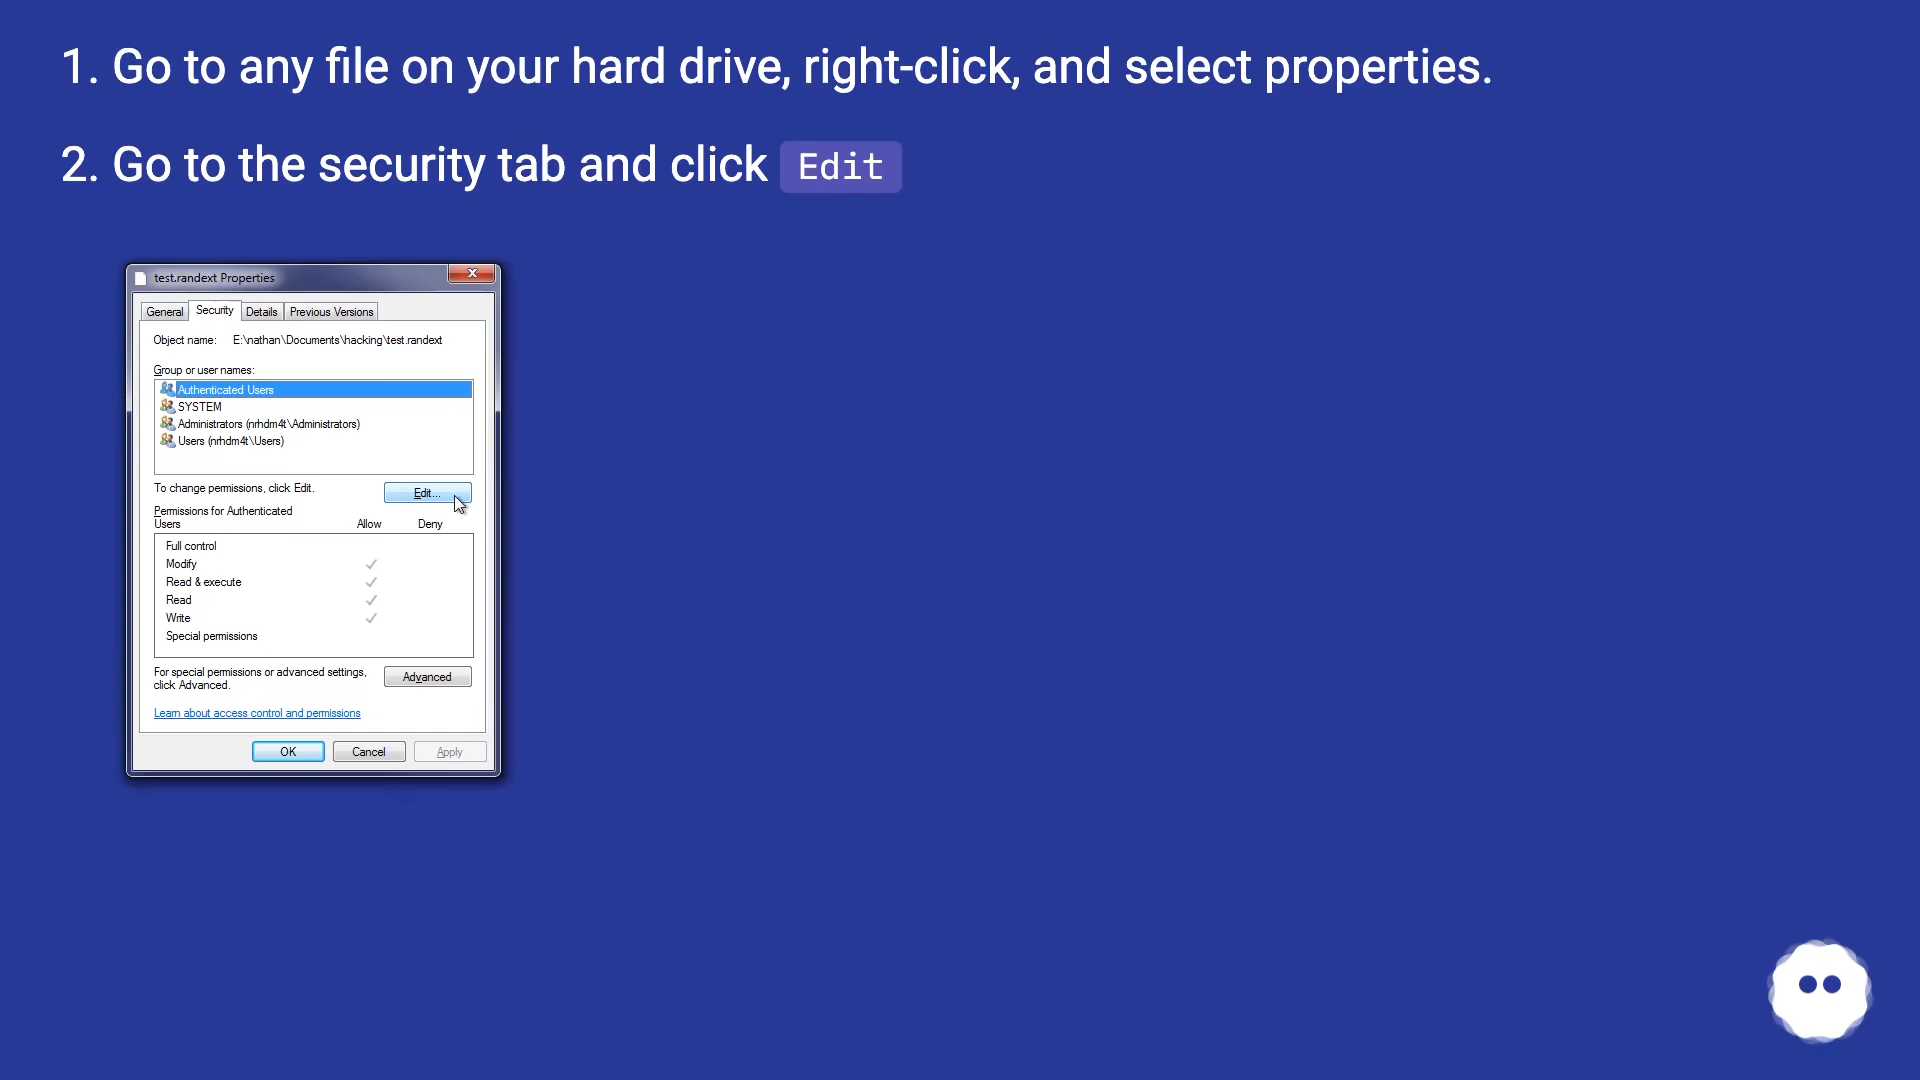 1. Go to any file on your hard drive, right-click, and select properties.
2. Go to the security tab and click Edit
test.randext Properties
General Security Details Previous Versions
Object name: E:\nathan\Documents\hacking\test.randext
Group or user names:
Authenticated Users
SYSTEM
Administrators (nrhdm4t\Administrators)
Users (nrhdm4t\Users)
To change permissions, click Edit.
Edit...
Permissions for Authenticated
Users Allow Deny
Full control
Modify
Read & execute
Read
Write
Special permissions
For special permissions or advanced settings,
click Advanced.
Advanced
Learn about access control and permissions
OK Cancel Apply